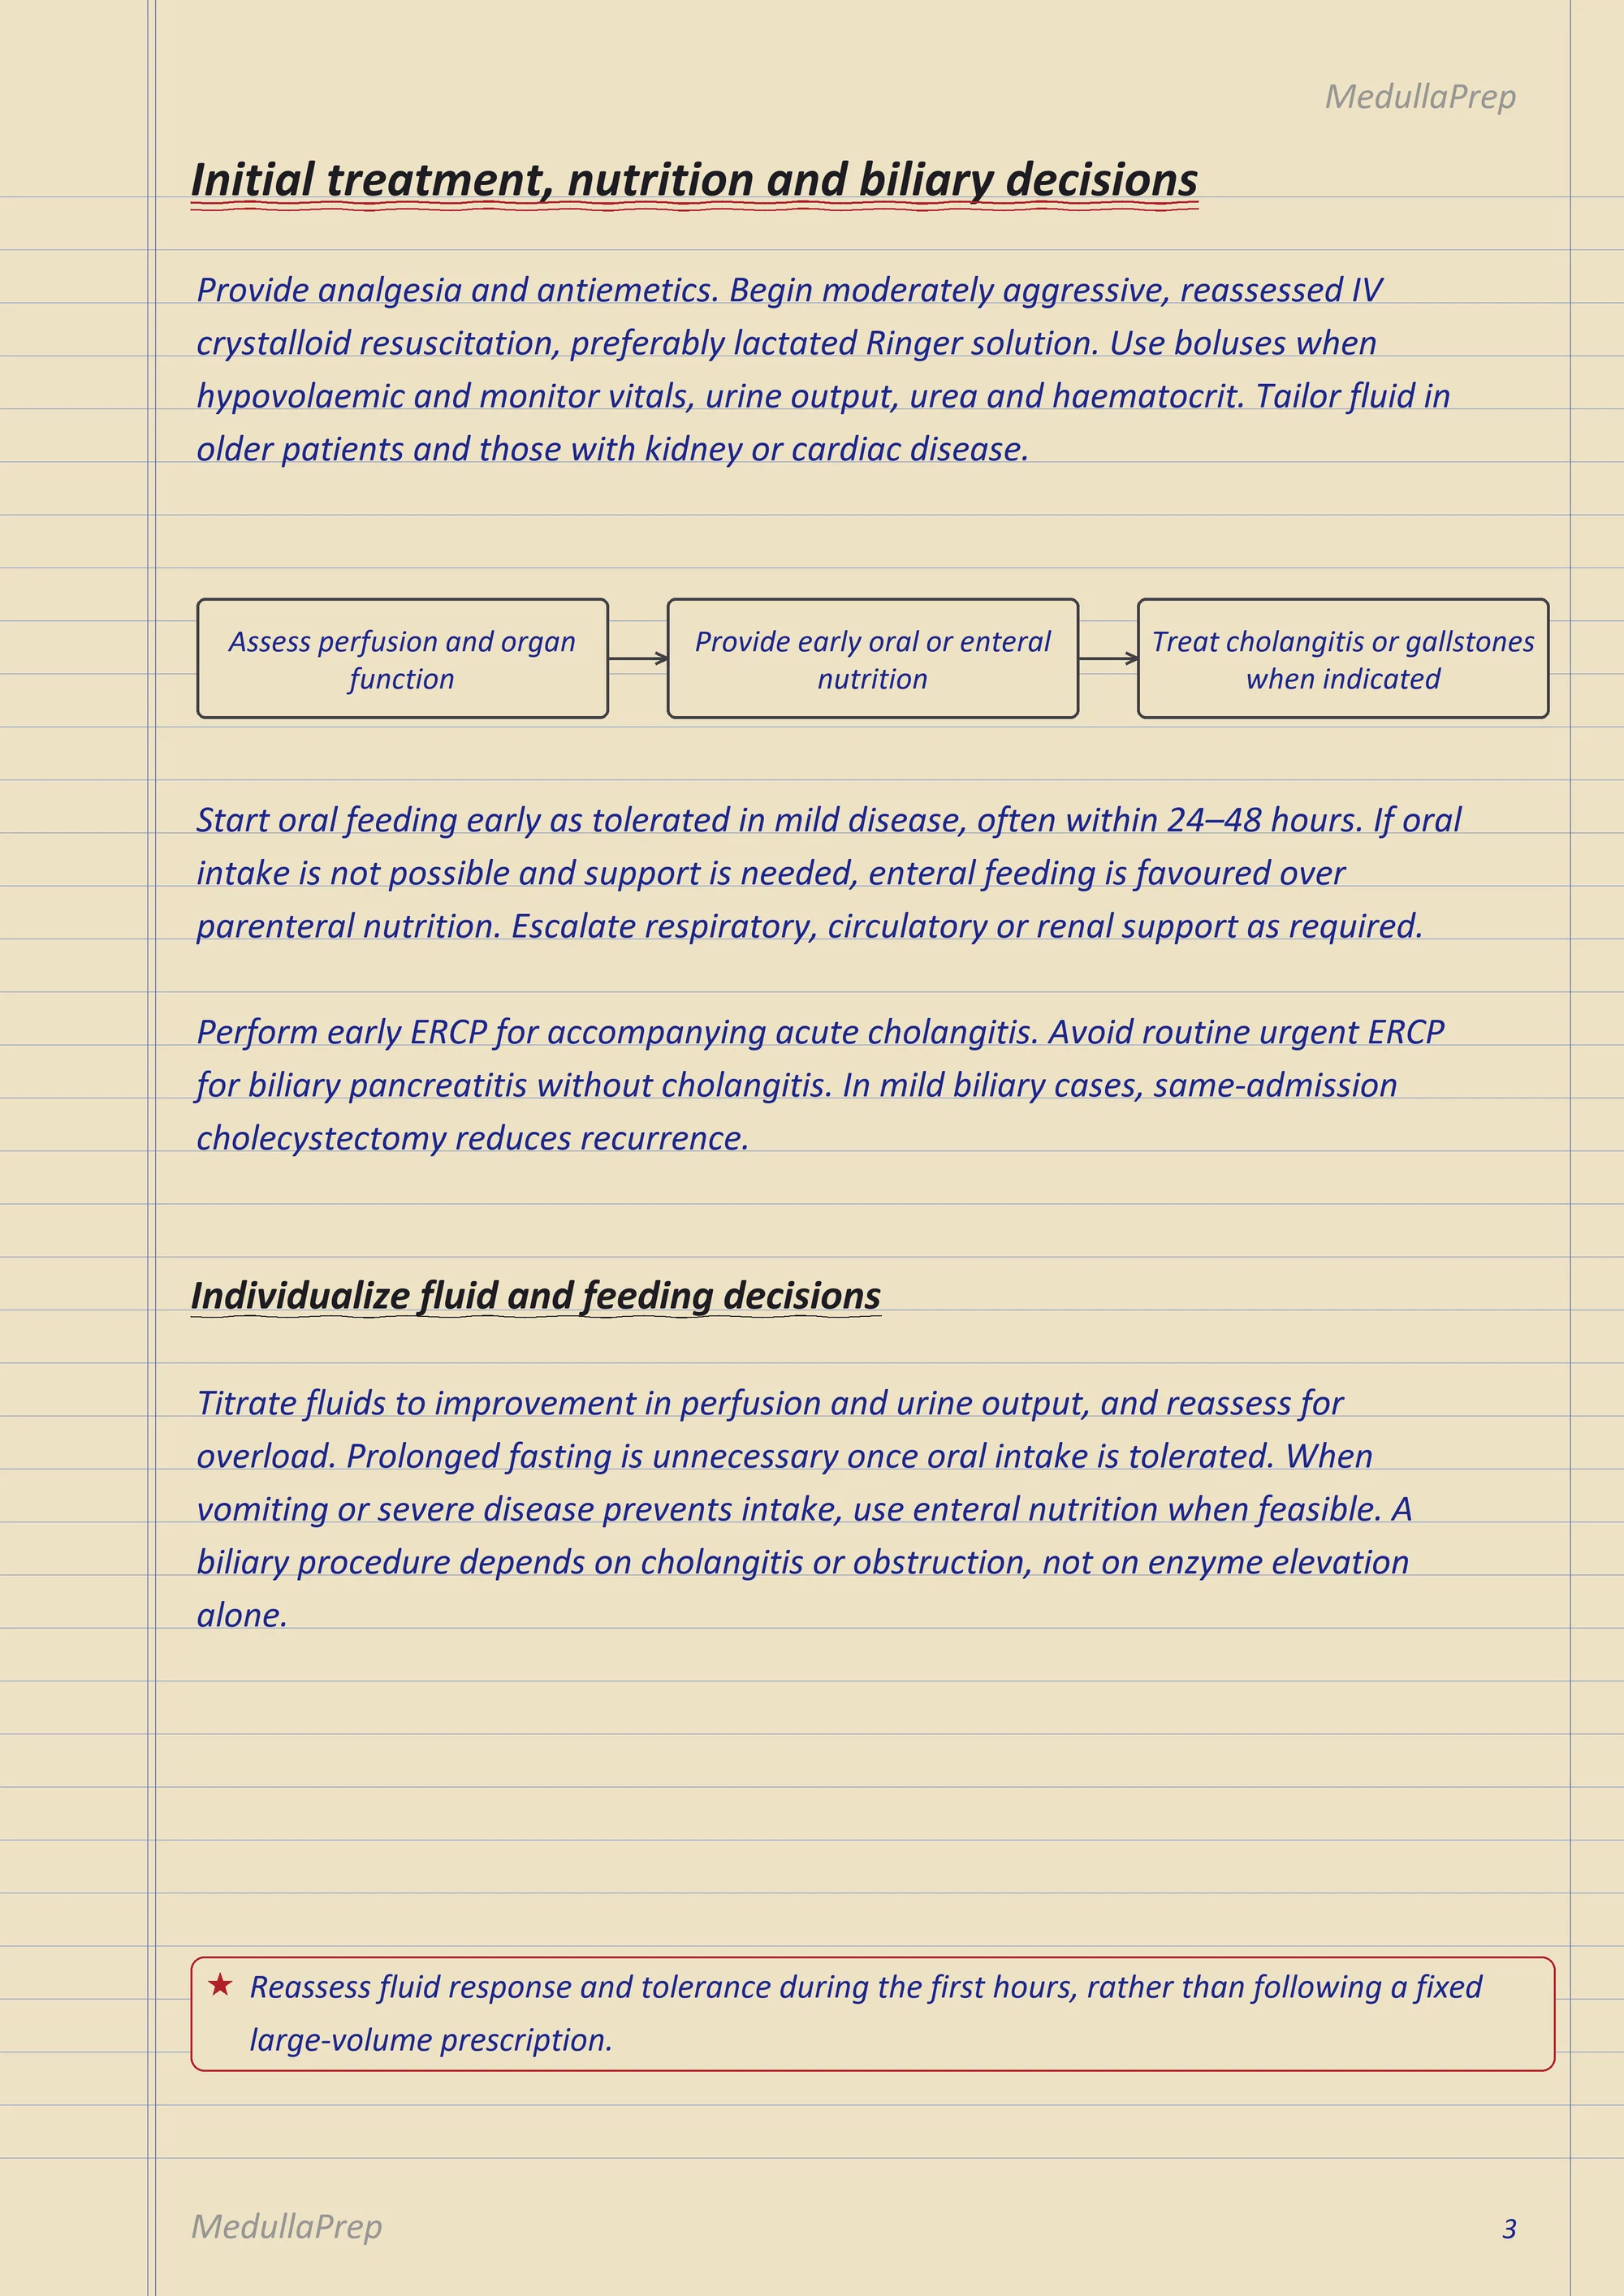 MedullaPrep
Initial treatment, nutrition and biliary decisions
Provide analgesia and antiemetics. Begin moderately aggressive, reassessed IV
crystalloid resuscitation, preferably lactated Ringer solution. Use boluses when
hypovolaemic and monitor vitals, urine output, urea and haematocrit. Tailor fluid in
older patients and those with kidney or cardiac disease.
Assess perfusion and organ
function
Provide early oral or enteral
nutrition
Treat cholangitis or gallstones
when indicated
Start oral feeding early as tolerated in mild disease, often within 24–48 hours. If oral
intake is not possible and support is needed, enteral feeding is favoured over
parenteral nutrition. Escalate respiratory, circulatory or renal support as required.
Perform early ERCP for accompanying acute cholangitis. Avoid routine urgent ERCP
for biliary pancreatitis without cholangitis. In mild biliary cases, same-admission
cholecystectomy reduces recurrence.
Individualize fluid and feeding decisions
Titrate fluids to improvement in perfusion and urine output, and reassess for
overload. Prolonged fasting is unnecessary once oral intake is tolerated. When
vomiting or severe disease prevents intake, use enteral nutrition when feasible. A
biliary procedure depends on cholangitis or obstruction, not on enzyme elevation
alone.
★ Reassess fluid response and tolerance during the first hours, rather than following a fixed
large-volume prescription.
MedullaPrep
3